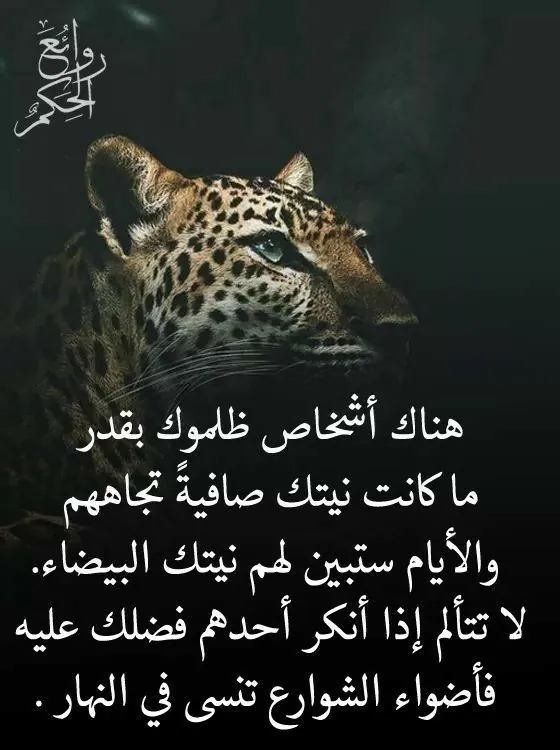 روائع
الحكم
هناك أشخاص ظلموك بقدر
ما كانت نيتك صافيةً تجاههم
والأيام ستبين لهم نيتك البيضاء.
لا تتألم إذا أنكر أحدهم فضلك عليه
فأضواء الشوارع تنسى في النهار .